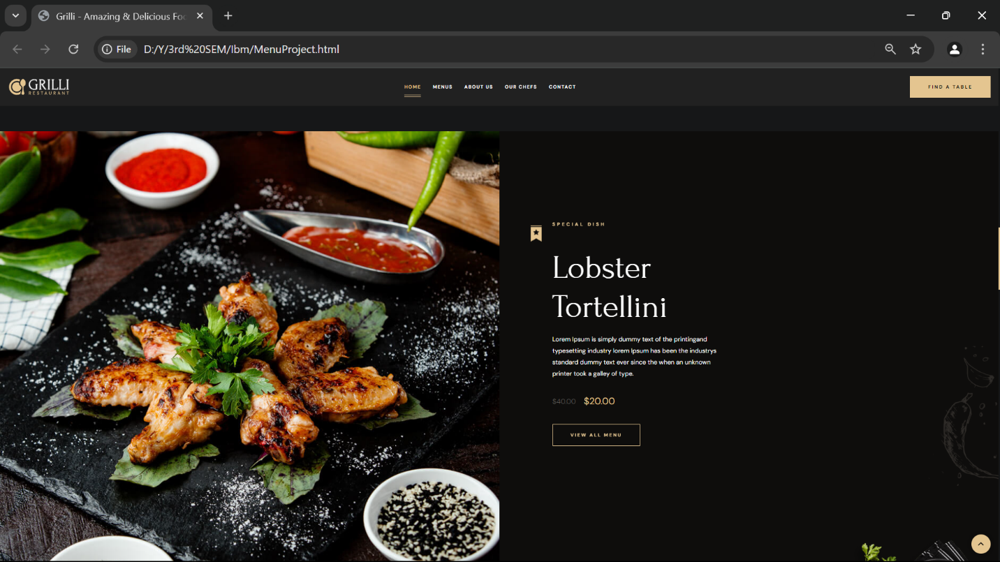 Grilli - Amazing & Delicious Foo
File
D:/Y/3rd%20SEM/Ibm/MenuProject.html
GRILLI
RESTAURANT
HOME
MENUS
ABOUT US
OUR CHEFS
CONTACT
FIND A TABLE
SPECIAL DISH
Lobster
Tortellini
Lorem Ipsum is simply dummy text of the printingand
typesetting industry lorem Ipsum has been the industrys
standard dummy text ever since the when an unknown
printer took a galley of type.
$40.00 $20.00
VIEW ALL MENU